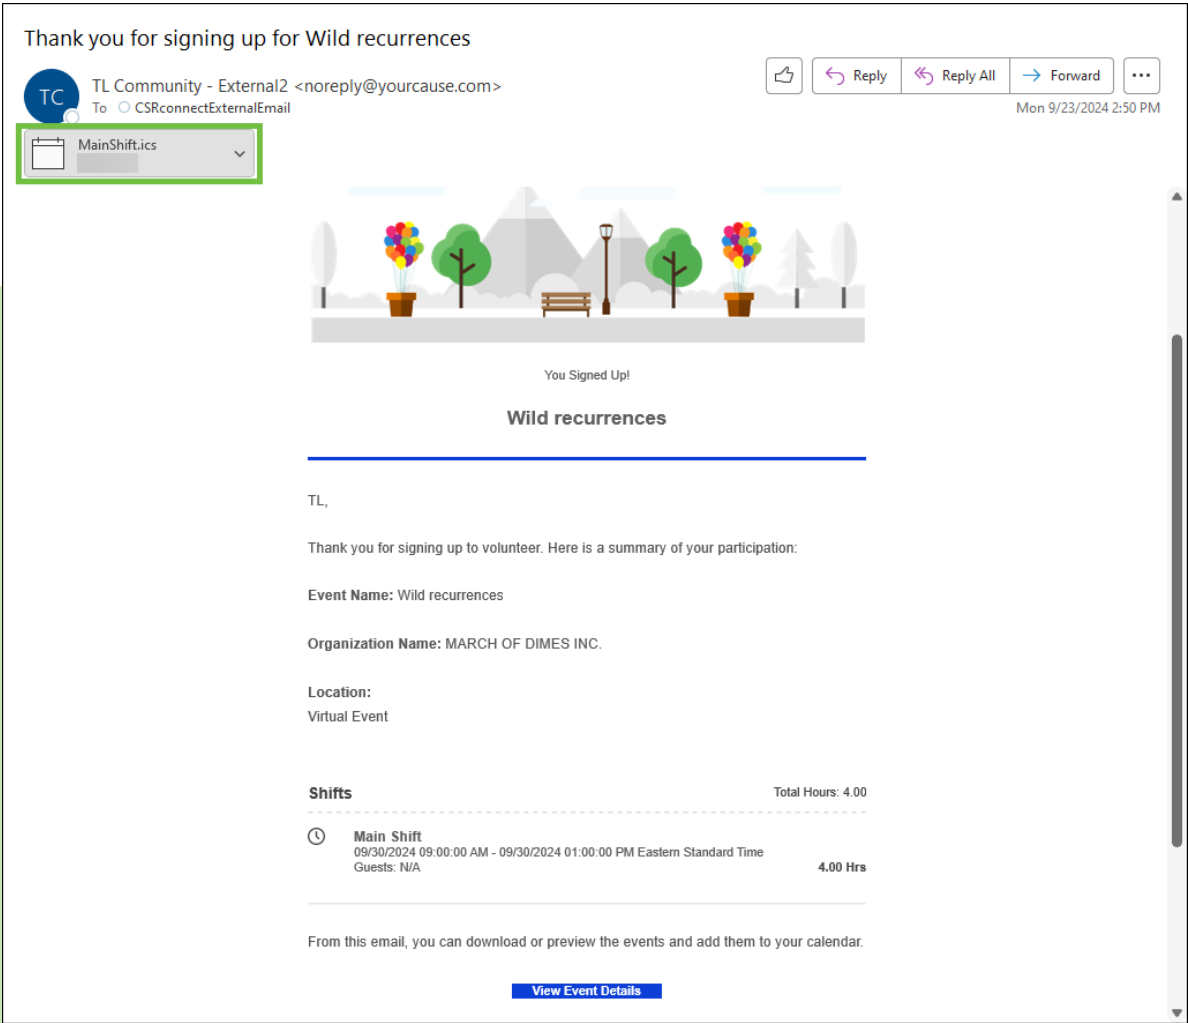 Thank you for signing up for Wild recurrences
TC
TL Community - External2 <noreply@yourcause.com>
To CSRconnectExternalEmail
Reply
Reply All
Forward
Mon 9/23/2024 2:50 PM
MainShift.ics
You Signed Up!
Wild recurrences
TL,
Thank you for signing up to volunteer. Here is a summary of your participation:
Event Name: Wild recurrences
Organization Name: MARCH OF DIMES INC.
Location:
Virtual Event
Shifts
Total Hours: 4.00
Main Shift
09/30/2024 09:00:00 AM - 09/30/2024 01:00:00 PM Eastern Standard Time
Guests: N/A
4.00 Hrs
From this email, you can download or preview the events and add them to your calendar.
View Event Details